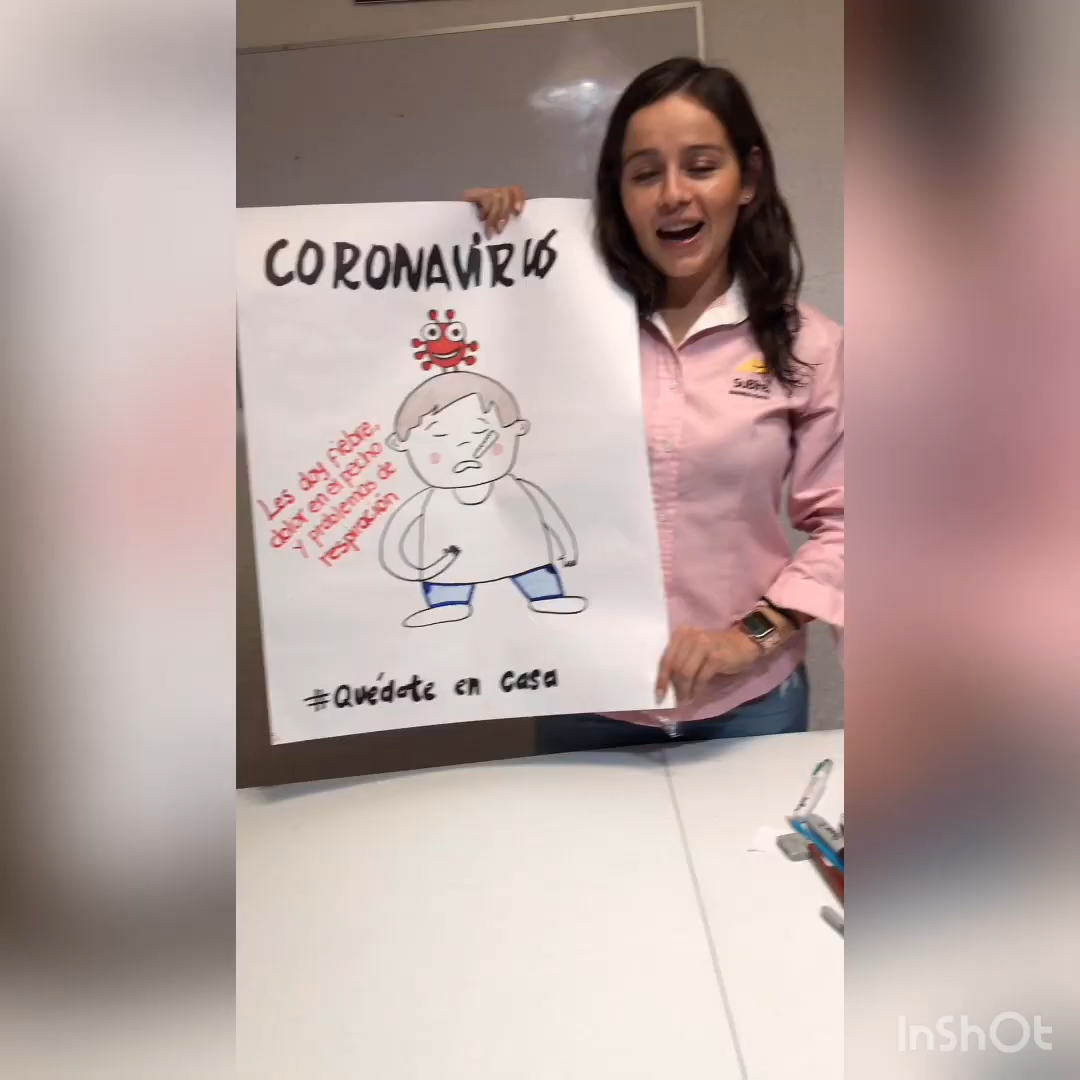 CORONAVIRUS
Les doy fiebre,
dolor en el pecho
y problemas de
respiración
#Quédate en casa
InShOt